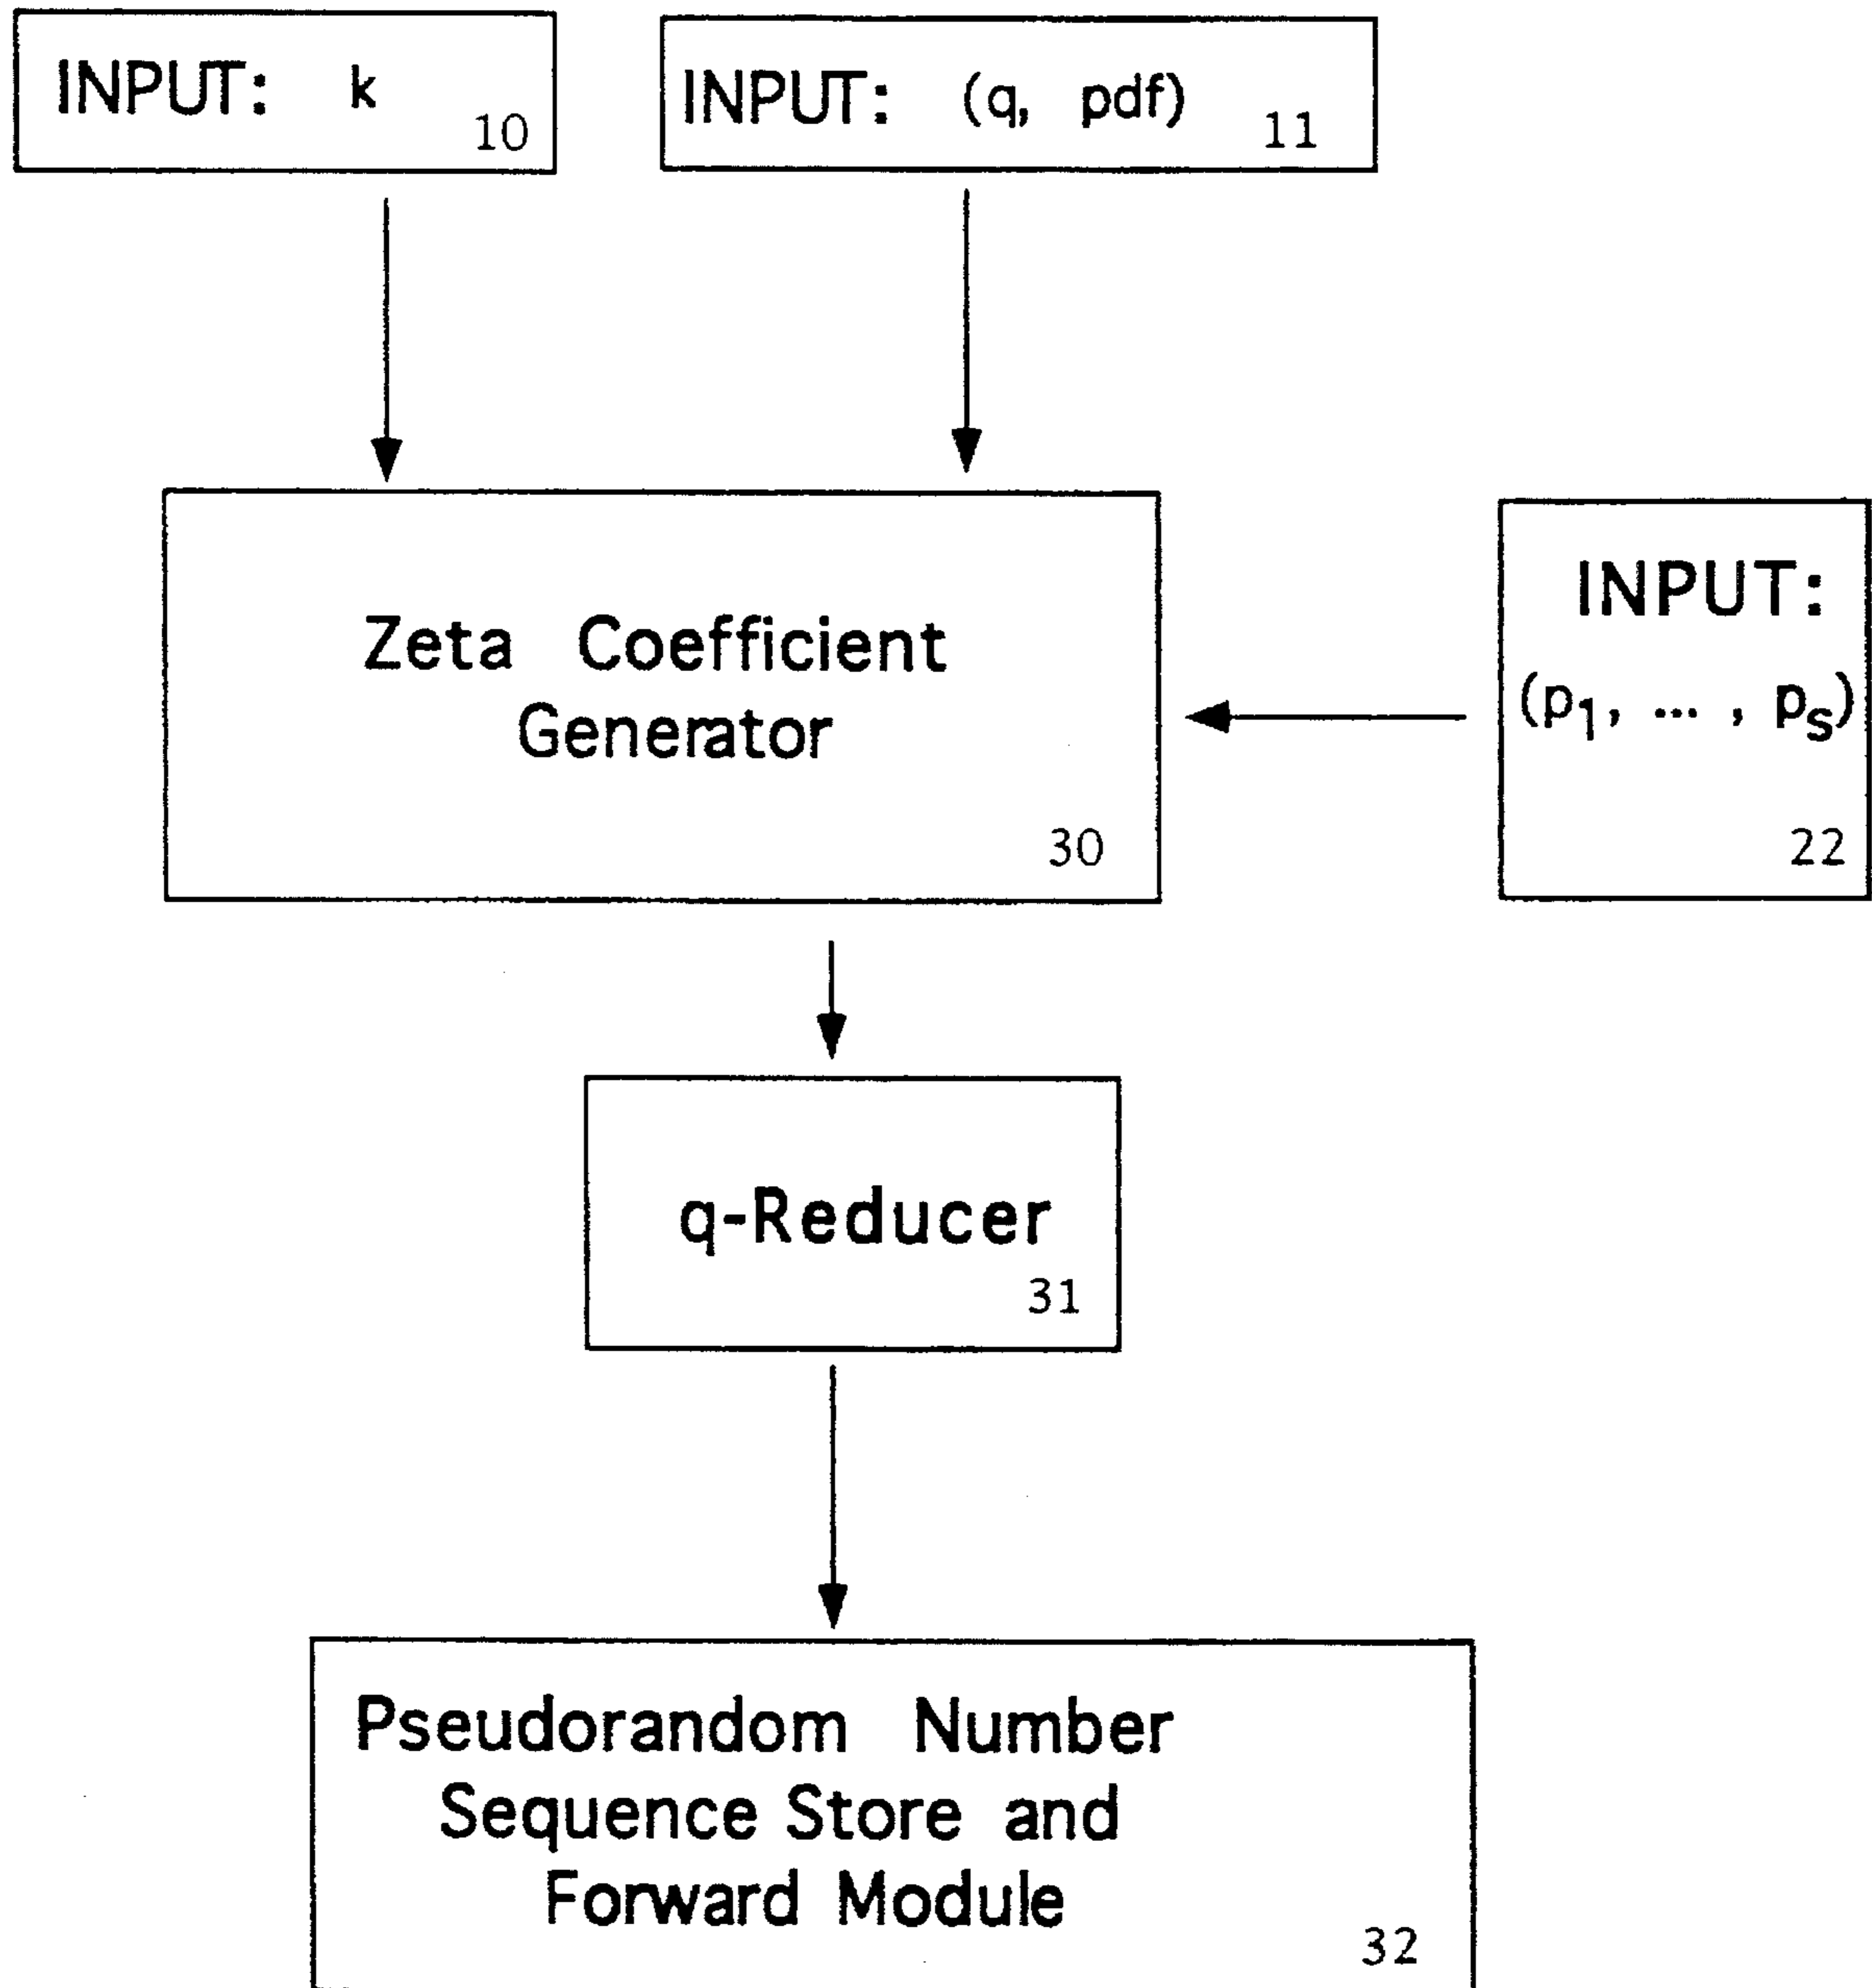 INPUT: k
10
INPUT: (q, pdf)
11
Zeta Coefficient
Generator
30
INPUT:
(p₁, ... , pₛ)
22
q-Reducer
31
Pseudorandom Number
Sequence Store and
Forward Module
32